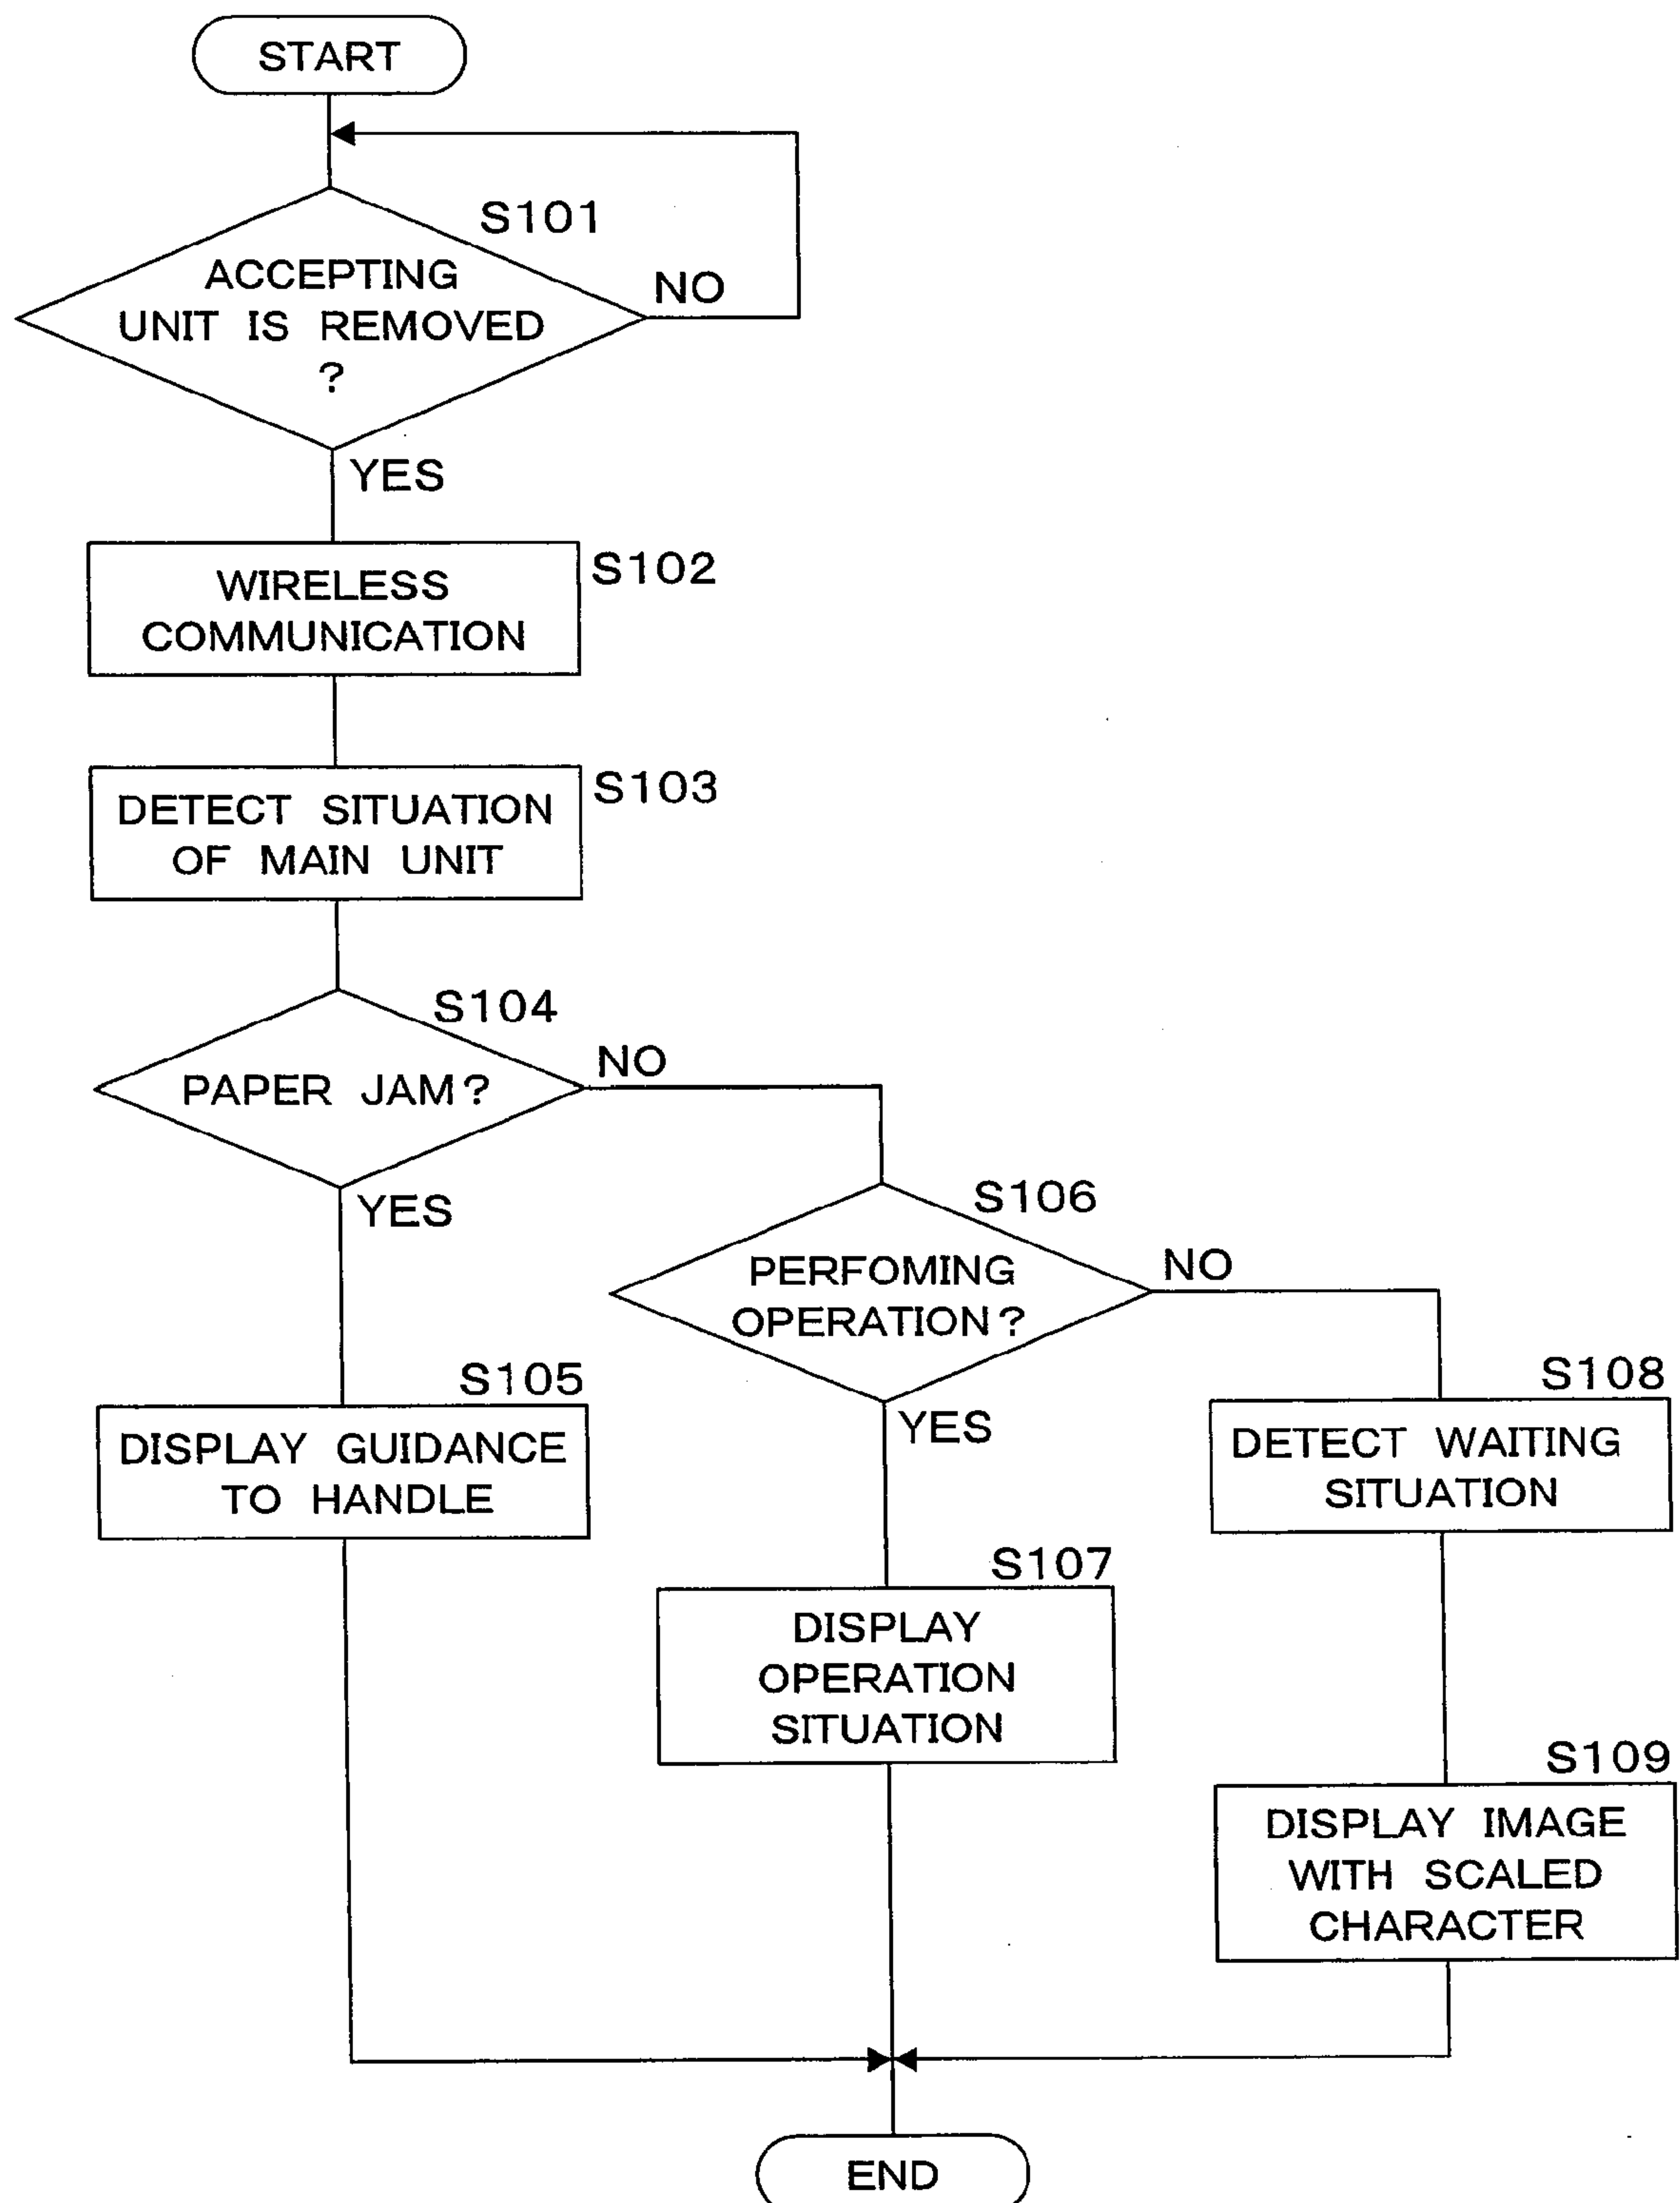 START
S101
ACCEPTING
UNIT IS REMOVED
?
NO
YES
S102
WIRELESS
COMMUNICATION
S103
DETECT SITUATION
OF MAIN UNIT
S104
PAPER JAM?
NO
YES
S106
PERFOMING
OPERATION?
NO
YES
S105
DISPLAY GUIDANCE
TO HANDLE
S108
DETECT WAITING
SITUATION
S107
DISPLAY
OPERATION
SITUATION
S109
DISPLAY IMAGE
WITH SCALED
CHARACTER
END